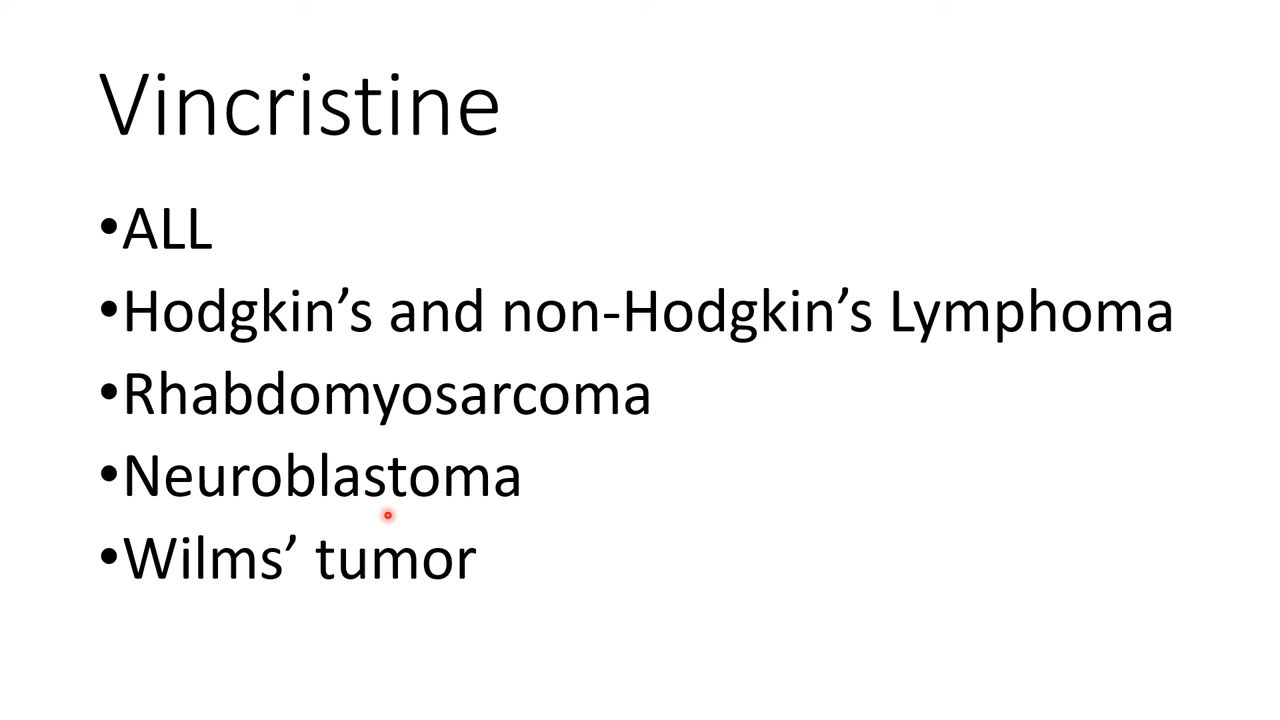 Vincristine
•ALL
•Hodgkin’s and non-Hodgkin’s Lymphoma
•Rhabdomyosarcoma
•Neuroblastoma
•Wilms’ tumor